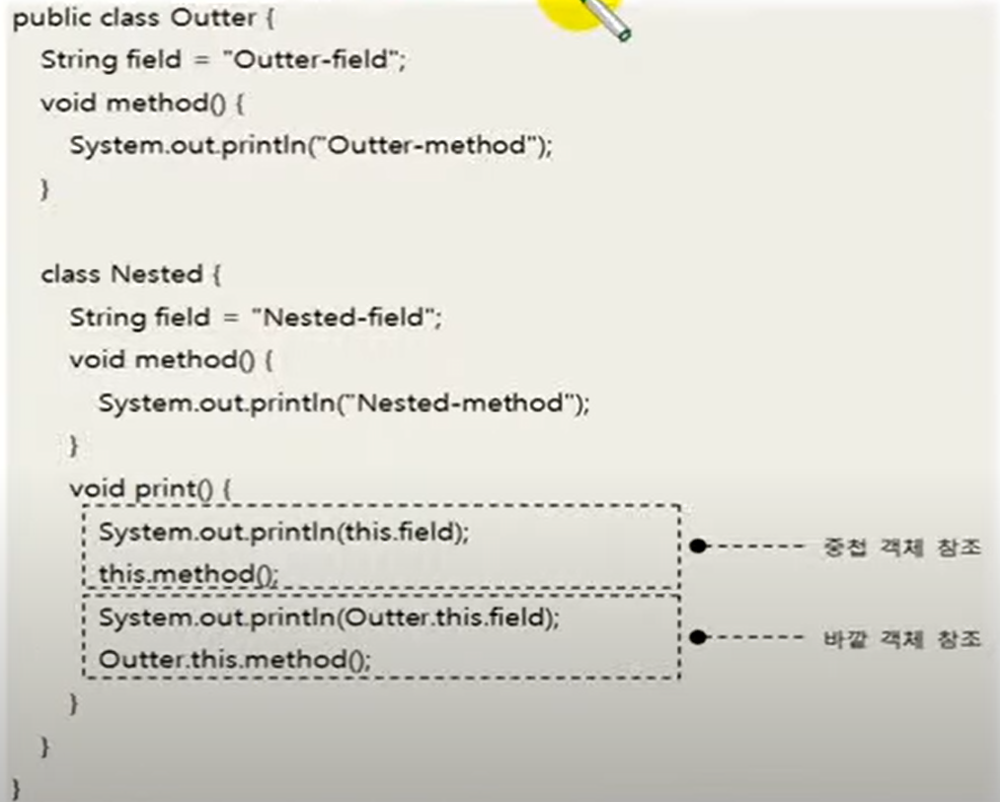 public class Outter {
String field = "Outter-field";
void method() {
System.out.println("Outter-method");
}
class Nested {
String field = "Nested-field";
void method() {
System.out.println("Nested-method");
}
void print() {
System.out.println(this.field);
this.method();
중첩 객체 참조
System.out.println(Outter.this.field);
Outter.this.method();
바깥 객체 참조
}
}
}